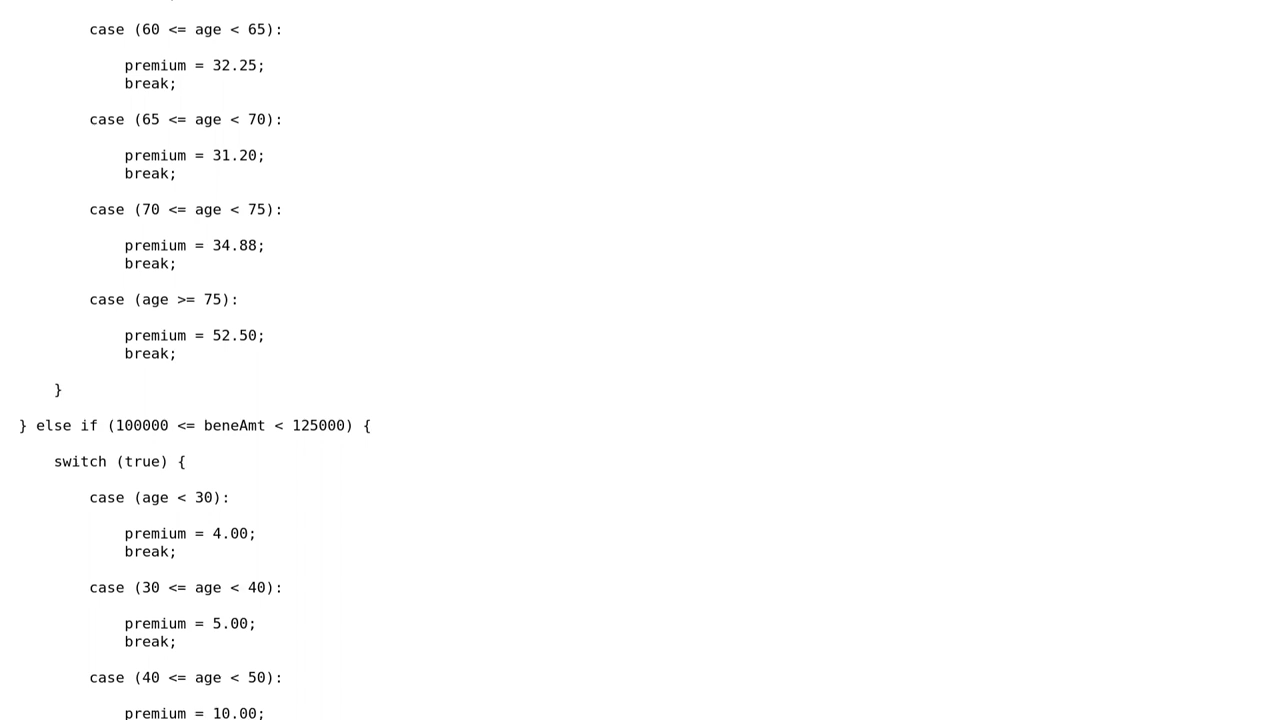 case (60 <= age < 65):
premium = 32.25;
break;
case (65 <= age < 70):
premium = 31.20;
break;
case (70 <= age < 75):
premium = 34.88;
break;
case (age >= 75):
premium = 52.50;
break;
}
} else if (100000 <= beneAmt < 125000) {
switch (true) {
case (age < 30):
premium = 4.00;
break;
case (30 <= age < 40):
premium = 5.00;
break;
case (40 <= age < 50):
premium = 10.00;